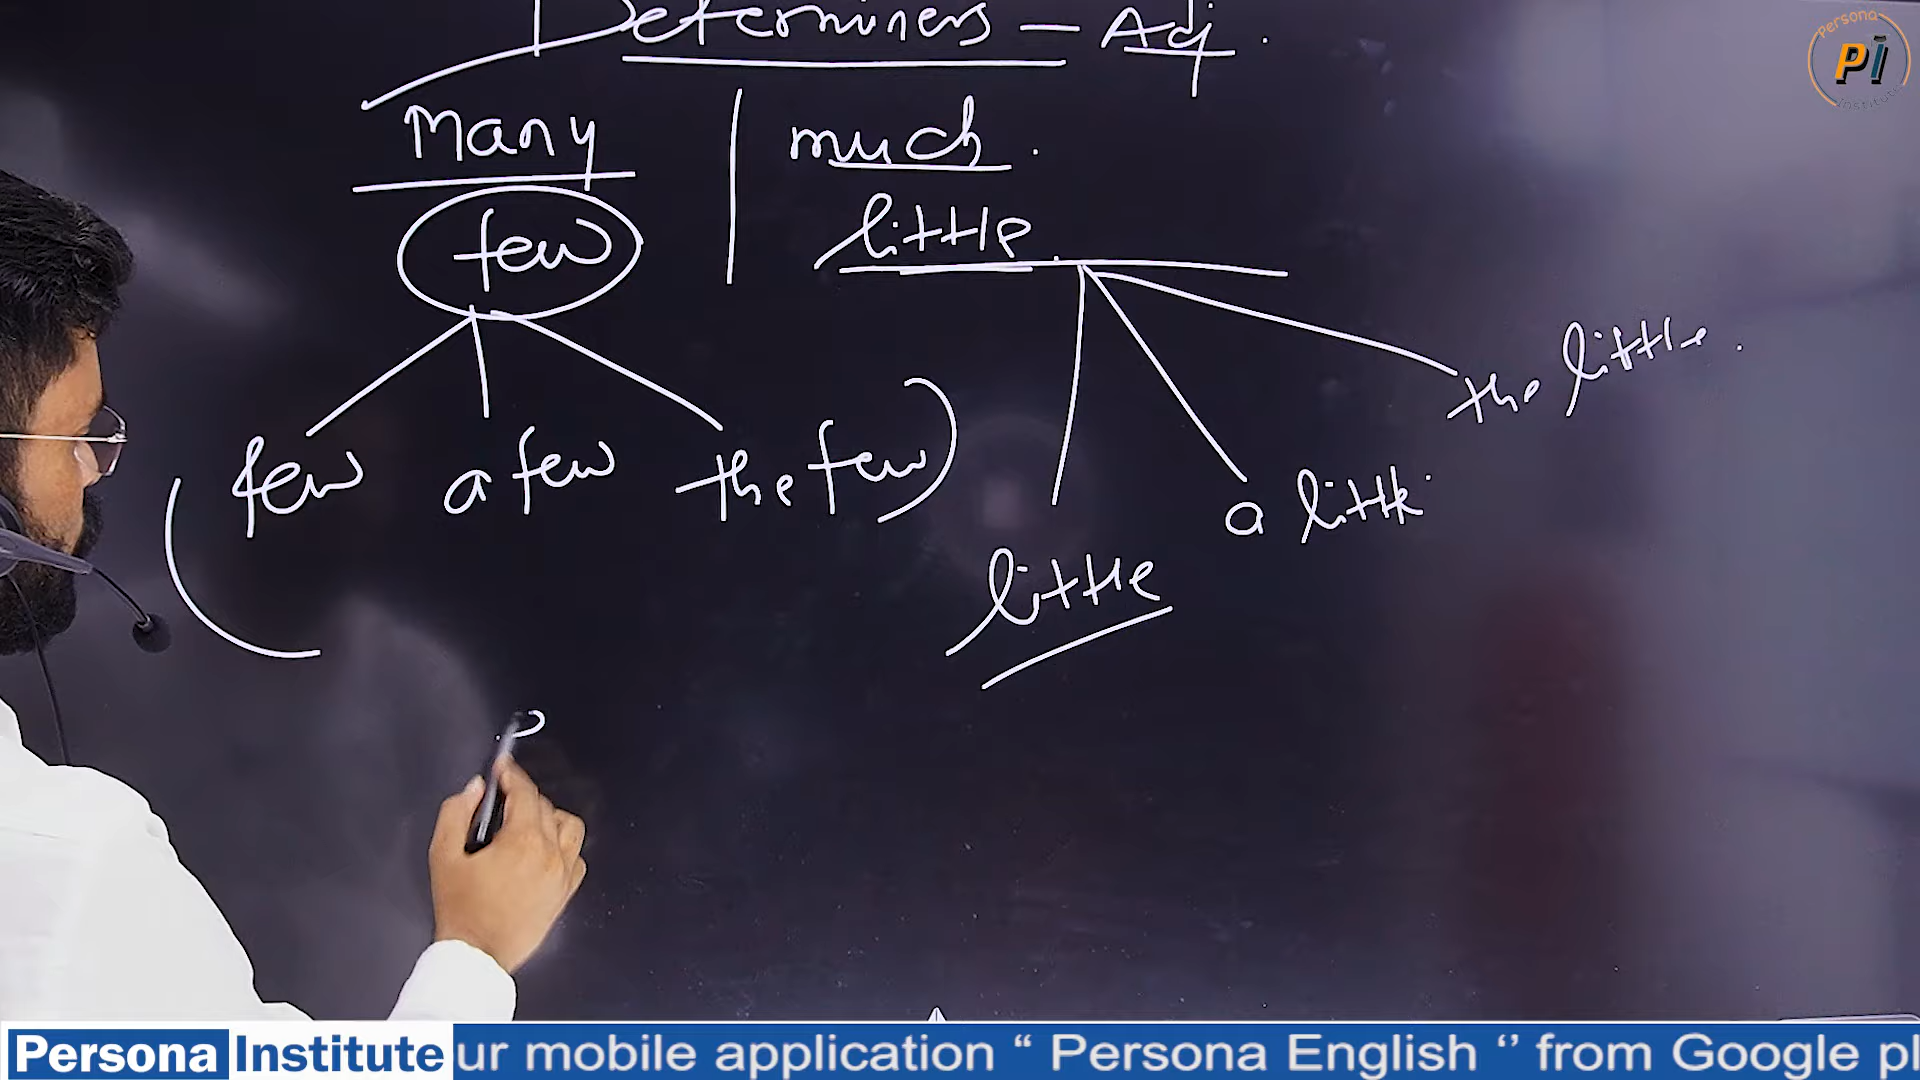 Determiners - Adj.
Many | much.
few little.
few a few the few
the little.
a little
little
Persona
PI
Institute
Persona Institute ur mobile application “ Persona English ‘’ from Google pl